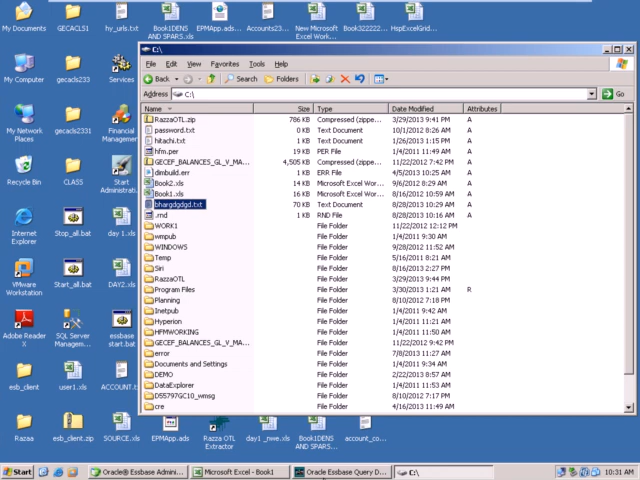 My Documents
GECACLS1
hy_urls.txt
Book1DENS AND SPARS.xls
EPMApp.ads...
Accounts23...
New Microsoft Excel Work...
Book322222...
HspExcelGrid...
My Computer
gecacls233
Services
My Network Places
gecacls2331
Financial
Recycle Bin
CLASS
Start
Internet Explorer
Stop_all.bat
day 1.xls
VMware Workstation
Start_all.bat
DAY2.xls
Adobe Reader X
SQL Server Managem...
essbase start.bat
esb_client
user1.xls
Razaa
esb_client.zip
SOURCE.xls
EPMApp.ads
Razza OTL Extractor
day1 _nwe.xls
Book1DENS AND SPARS...
account_co...
C:\
File Edit View Favorites Tools Help
Back Search Folders
Address C:\ Go
Name Size Type Date Modified Attributes
RazzaOTL.zip 786 KB Compressed (zippe... 3/29/2013 9:41 PM A
password.txt 0 KB Text Document 10/1/2012 8:26 AM A
hitachi.txt 1 KB Text Document 1/26/2013 1:15 PM A
hfm.per 19 KB PER File 1/4/2011 11:49 AM A
GECEF_BALANCES_GL_V_MA... 4,505 KB Compressed (zippe... 11/22/2012 7:42 PM A
dimbuild.err 1 KB ERR File 4/5/2013 10:25 AM A
Book2.xls 14 KB Microsoft Excel Wor... 9/6/2012 8:29 AM A
Book1.xls 16 KB Microsoft Excel Wor... 8/16/2012 10:59 AM A
bhargdgdgd.txt 70 KB Text Document 8/28/2013 10:29 AM A
.rnd 1 KB RND File 8/28/2013 10:16 AM A
WORK1 File Folder 11/22/2012 12:12 PM
wmpub File Folder 1/4/2011 9:30 AM
WINDOWS File Folder 9/28/2012 11:52 AM
Temp File Folder 5/16/2011 8:21 AM
Siri File Folder 8/16/2013 2:27 PM
RazzaOTL File Folder 3/29/2013 9:44 PM
Program Files File Folder 3/30/2013 1:21 AM R
Planning File Folder 8/10/2012 7:18 PM
Inetpub File Folder 1/4/2011 9:42 AM
Hyperion File Folder 1/4/2011 11:21 AM
HFMWORKING File Folder 1/4/2011 11:50 AM
GECEF_BALANCES_GL_V_MA... File Folder 11/22/2012 9:42 PM
error File Folder 7/8/2013 11:27 AM
Documents and Settings File Folder 1/4/2011 9:34 AM
DEMO File Folder 2/22/2013 8:57 AM
DataExplorer File Folder 1/4/2011 11:53 AM
D55797GC10_wmsg File Folder 8/10/2012 7:17 PM
cre File Folder 4/16/2013 11:49 AM
Start
Oracle® Essbase Admini...
Microsoft Excel - Book1
Oracle Essbase Query D...
C:\
10:31 AM